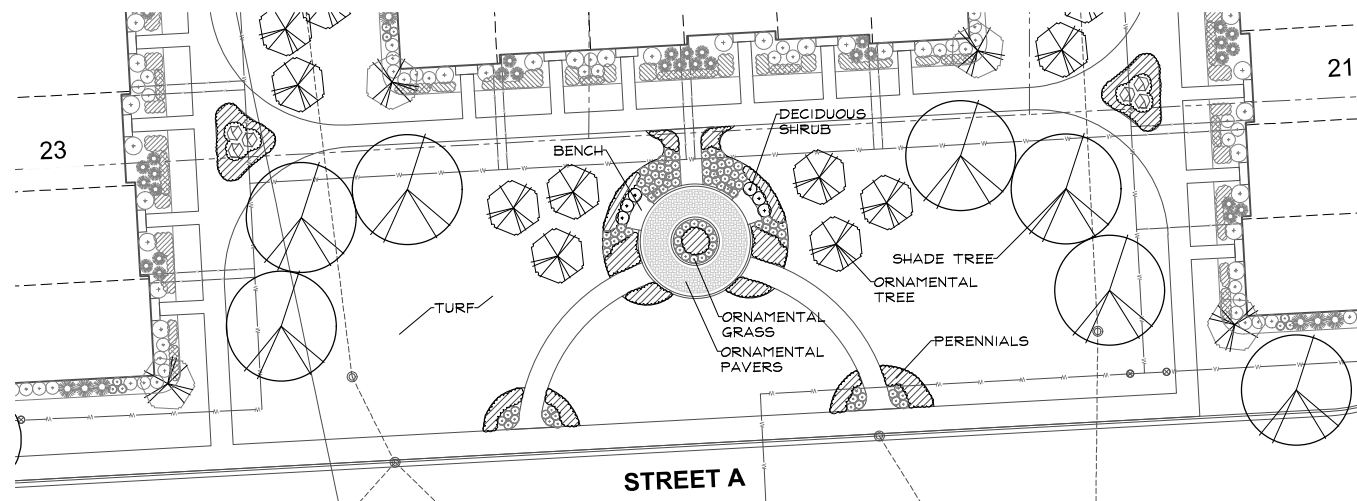 21
DECIDUOUS
SHRUB
23
BENCH
SHADE TREE
ORNAMENTAL
TREE
TURF
ORNAMENTAL
GRASS
PERENNIALS
ORNAMENTAL
PAVERS
STREET A